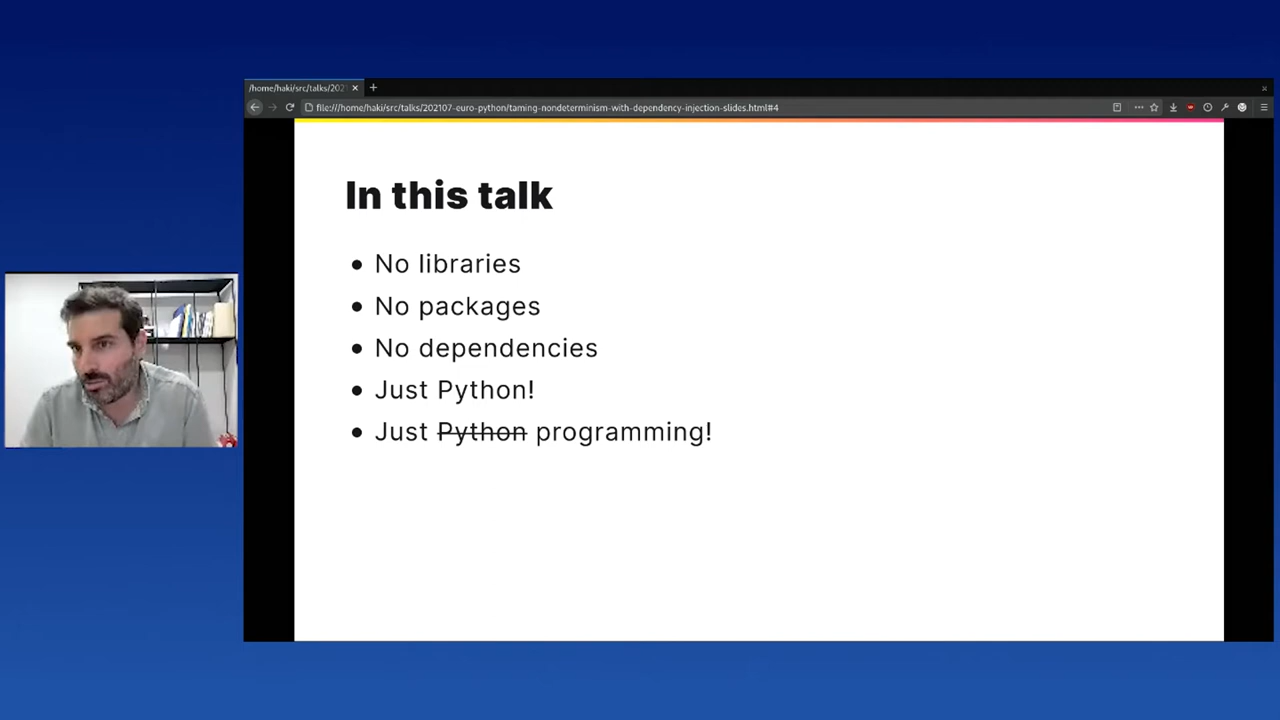 /home/haki/src/talks/202
file:///home/haki/src/talks/202107-euro-python/taming-nondeterminism-with-dependency-injection-slides.html#4
In this talk
• No libraries
• No packages
• No dependencies
• Just Python!
• Just Python programming!